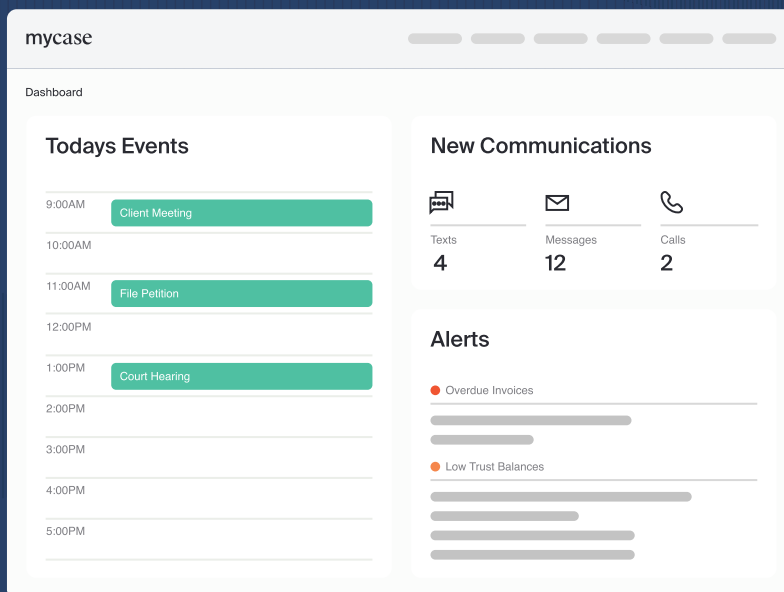 mycase
Dashboard
Todays Events
9:00AM
Client Meeting
10:00AM
11:00AM
File Petition
12:00PM
1:00PM
Court Hearing
2:00PM
3:00PM
4:00PM
5:00PM
New Communications
Texts
4
Messages
12
Calls
2
Alerts
Overdue Invoices
Low Trust Balances